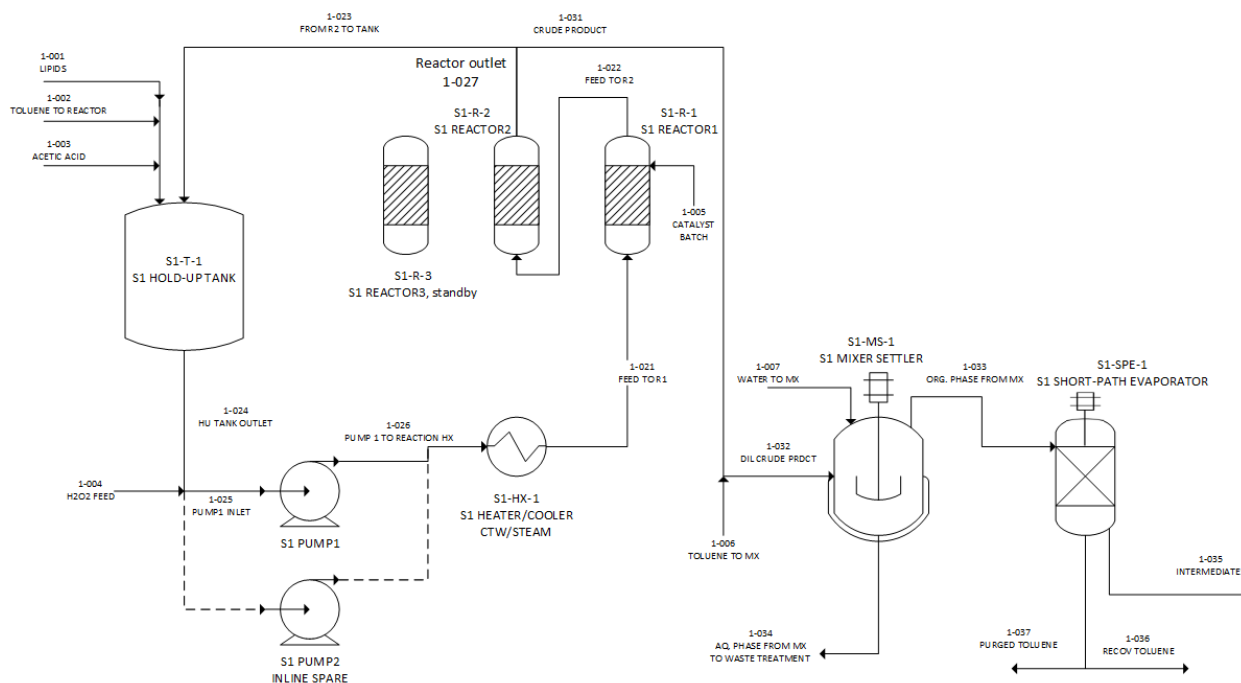 1-023
FROM R2 TO TANK
1-031
CRUDE PRODUCT
1-001
LIPIDS
1-002
TOLUENE TO REACTOR
1-003
ACETIC ACID
Reactor outlet
1-027
1-022
FEED TO R2
S1-R-2
S1 REACTOR2
S1-R-1
S1 REACTOR1
1-005
CATALYST
BATCH
S1-T-1
S1 HOLD-UP TANK
S1-R-3
S1 REACTOR3, standby
1-021
FEED TO R1
1-024
HU TANK OUTLET
1-026
PUMP 1 TO REACTION HX
1-004
H2O2 FEED
1-025
PUMP1 INLET
S1 PUMP1
S1-HX-1
S1 HEATER/COOLER
CTW/STEAM
S1 PUMP2
INLINE SPARE
S1-MS-1
S1 MIXER SETTLER
1-007
WATER TO MX
1-033
ORG. PHASE FROM MX
S1-SPE-1
S1 SHORT-PATH EVAPORATOR
1-032
DIL CRUDE PRDCT
1-006
TOLUENE TO MX
1-035
INTERMEDIATE
1-034
AQ. PHASE FROM MX
TO WASTE TREATMENT
1-037
PURGED TOLUENE
1-036
RECOV TOLUENE